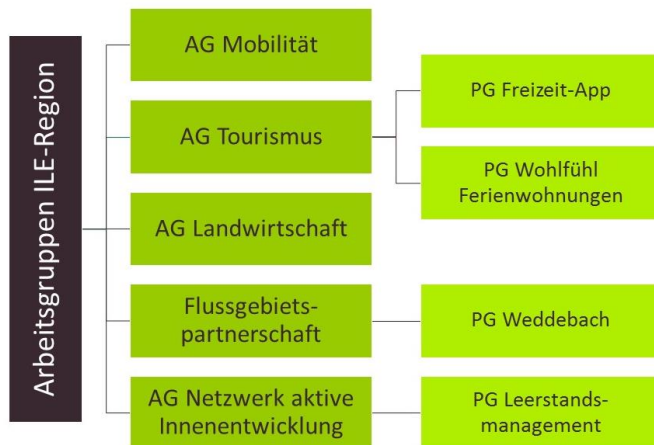 Arbeitsgruppen ILE-Region
AG Mobilität
AG Tourismus
PG Freizeit-App
PG Wohlfühl
Ferienwohnungen
AG Landwirtschaft
Flussgebiets-
partnerschaft
PG Weddebach
AG Netzwerk aktive
Innenentwicklung
PG Leerstands-
management